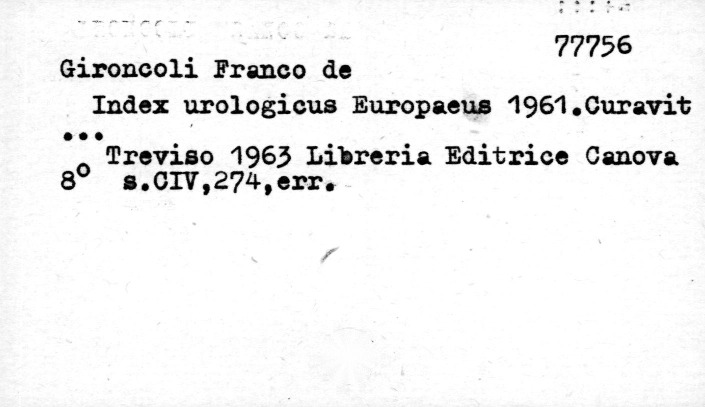 77756
Gironcoli Franco de
Index urologicus Europaeus 1961.Curavit
...
Treviso 1963 Libreria Editrice Canova
8° s.CIV,274,err.